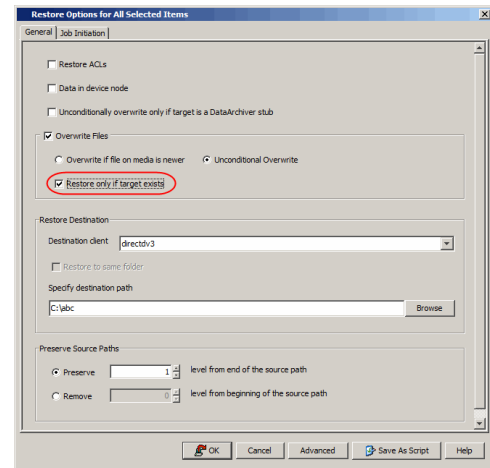 Restore Options for All Selected Items
General Job Initiation
Restore ACLs
Data in device node
Unconditionally overwrite only if target is a DataArchiver stub
Overwrite Files
Overwrite if file on media is newer Unconditional Overwrite
Restore only if target exists
Restore Destination
Destination client directdv3
Restore to same folder
Specify destination path
C:\abc Browse
Preserve Source Paths
Preserve 1 level from end of the source path
Remove 0 level from beginning of the source path
OK Cancel Advanced Save As Script Help